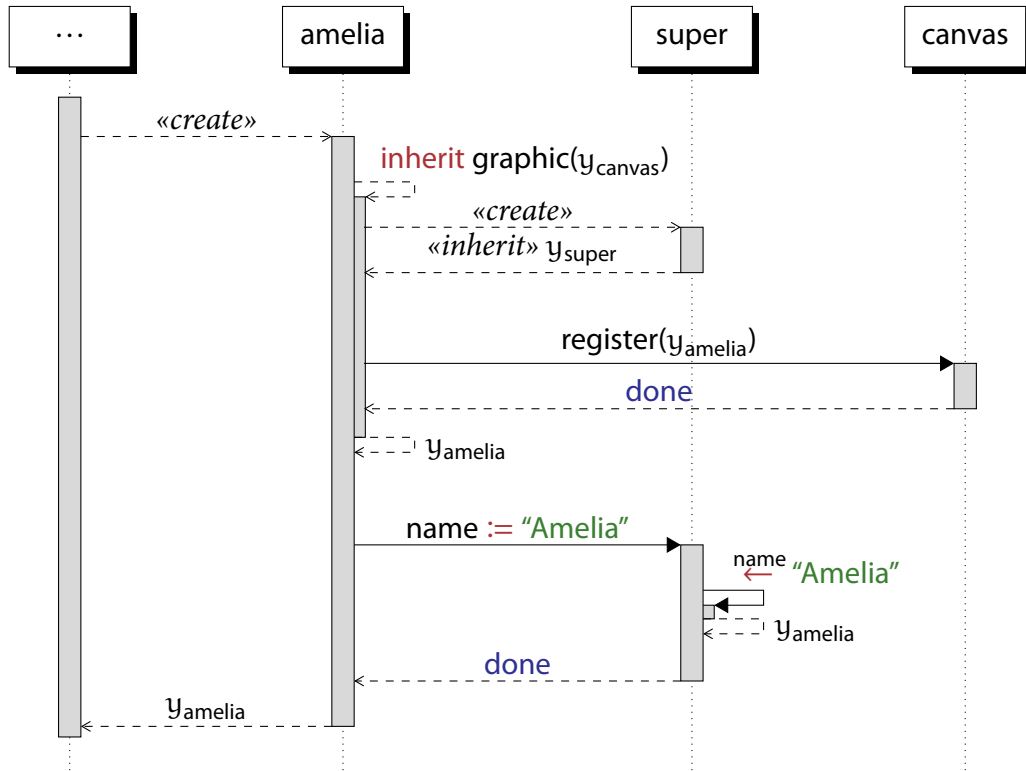 … amelia super canvas
«create»
inherit graphic(ycanvas)
«create»
«inherit» ysuper
register(yamelia)
done
yamelia
name := “Amelia”
name
← “Amelia”
yamelia
done
yamelia